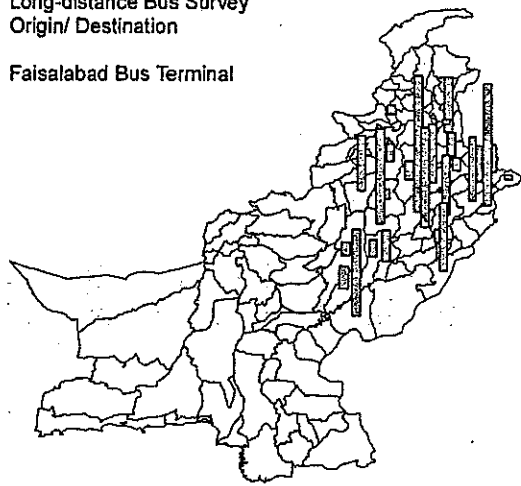 Long-distance Bus Survey
Origin/ Destination
Faisalabad Bus Terminal